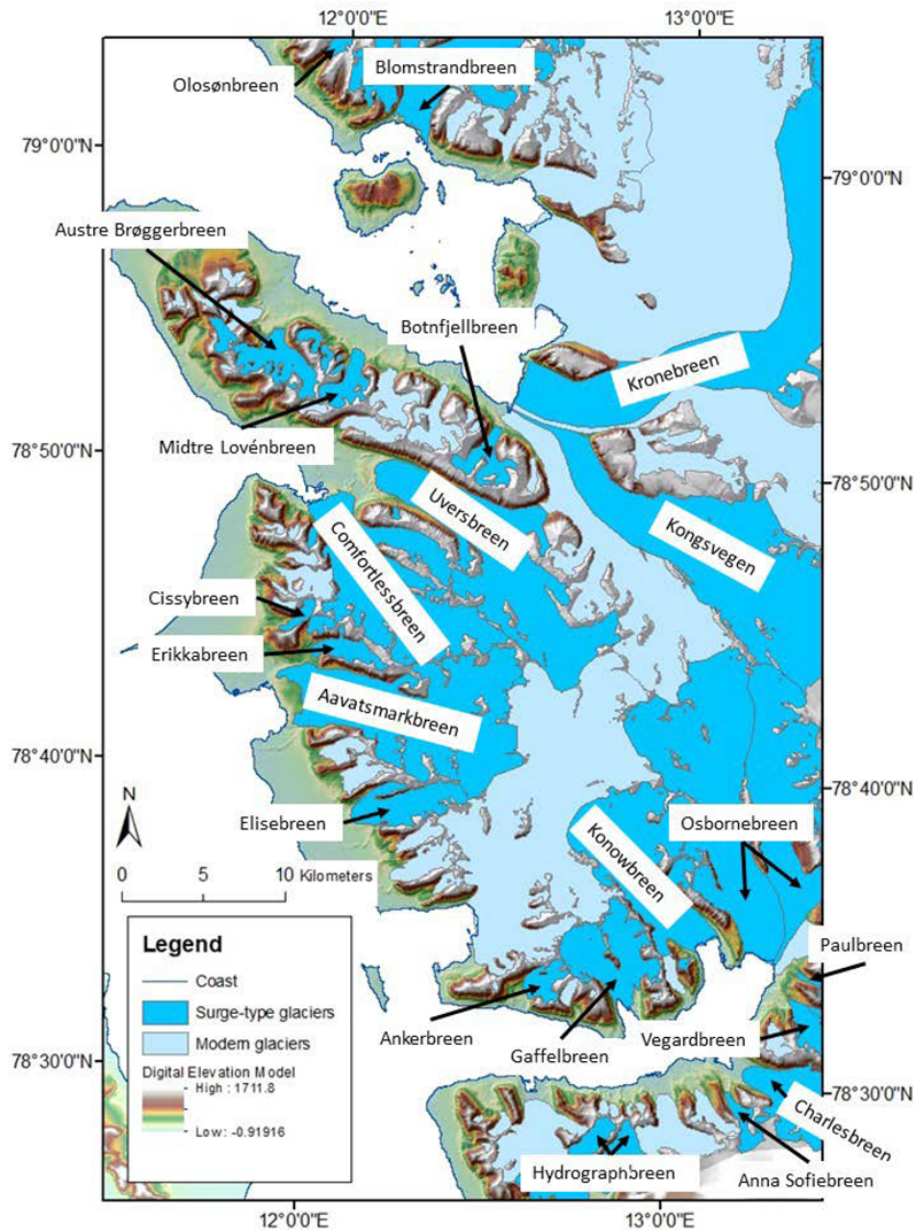 12°0'0"E
13°0'0"E
Olosønbreen
Blomstrandbreen
79°0'0"N
79°0'0"N
Austre Brøggerbreen
Botnfjellbreen
Kronebreen
Midtre Lovénbreen
78°50'0"N
78°50'0"N
Uversbreen
Kongsvegen
Comfortlessbreen
Cissybreen
Erikkabreen
Aavatsmarkbreen
78°40'0"N
78°40'0"N
N
Elisebreen
Konowbreen
Osbornebreen
0 5 10 Kilometers
Legend
Coast
Surge-type glaciers
Modern glaciers
Digital Elevation Model
High : 1711.8
Low: -0.91916
Paulbreen
Ankerbreen
Gaffelbreen
Vegardbreen
78°30'0"N
78°30'0"N
Charlesbreen
Hydrographbreen
Anna Sofiebreen
12°0'0"E
13°0'0"E